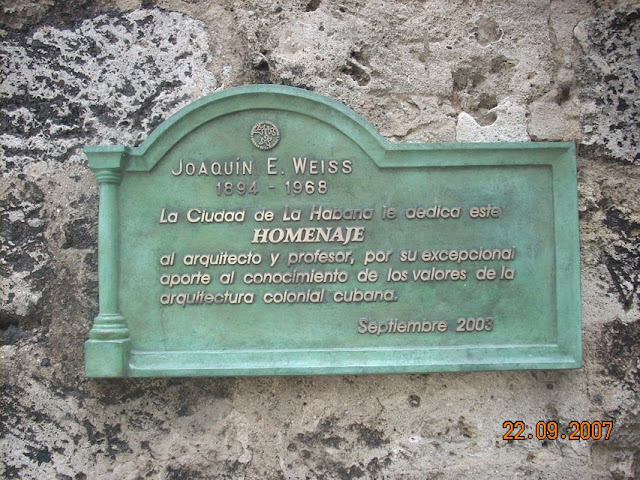 JOAQUÍN E. WEISS
1894 - 1968
La Ciudad de La Habana le dedica este
HOMENAJE
al arquitecto y profesor, por su excepcional
aporte al conocimiento de los valores de la
arquitectura colonial cubana.
Septiembre 2003
22.09.2007